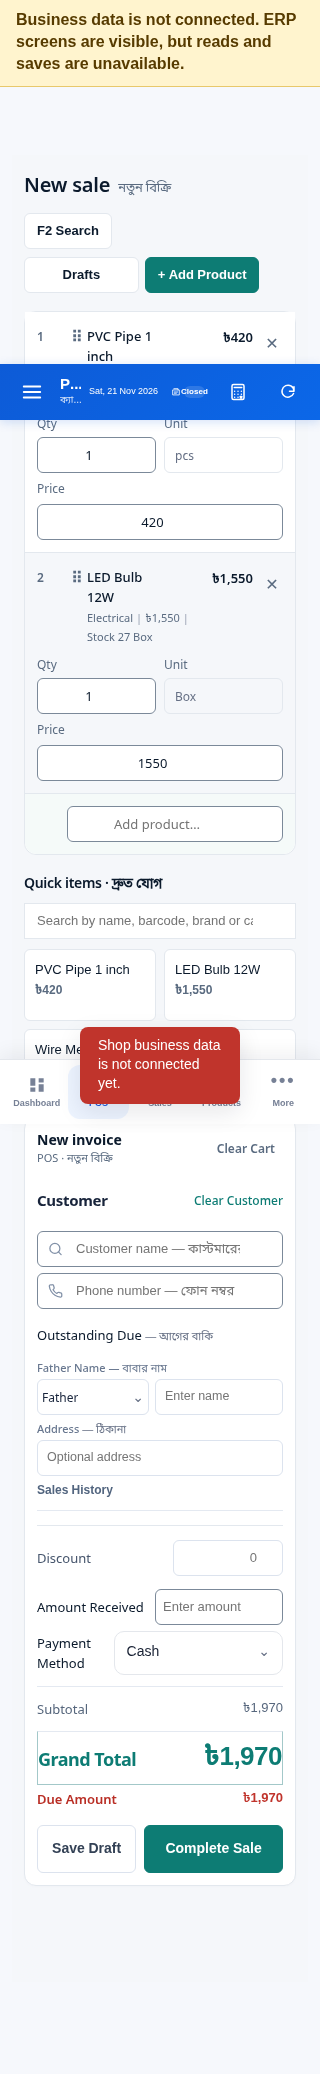 Business data is not connected. ERP
screens are visible, but reads and
saves are unavailable.
New sale নতুন বিক্রি
F2 Search
Drafts
+ Add Product
1 PVC Pipe 1 ৳420
inch
P... Sat, 21 Nov 2026 Closed
ক্যা...
Qty Unit
1 pcs
Price
420
2 LED Bulb ৳1,550
12W
Electrical | ৳1,550 |
Stock 27 Box
Qty Unit
1 Box
Price
1550
Add product...
Quick items · দ্রুত যোগ
Search by name, barcode, brand or ca
PVC Pipe 1 inch LED Bulb 12W
৳420 ৳1,550
Wire Me
Shop business data
is not connected
yet.
Dashboard POS Sales Products More
New invoice
POS · নতুন বিক্রি
Clear Cart
Customer Clear Customer
Customer name — কাস্টমারের
Phone number — ফোন নম্বর
Outstanding Due — আগের বাকি
Father Name — বাবার নাম
Father Enter name
Address — ঠিকানা
Optional address
Sales History
Discount 0
Amount Received Enter amount
Payment
Method
Cash
Subtotal ৳1,970
Grand Total ৳1,970
Due Amount ৳1,970
Save Draft Complete Sale